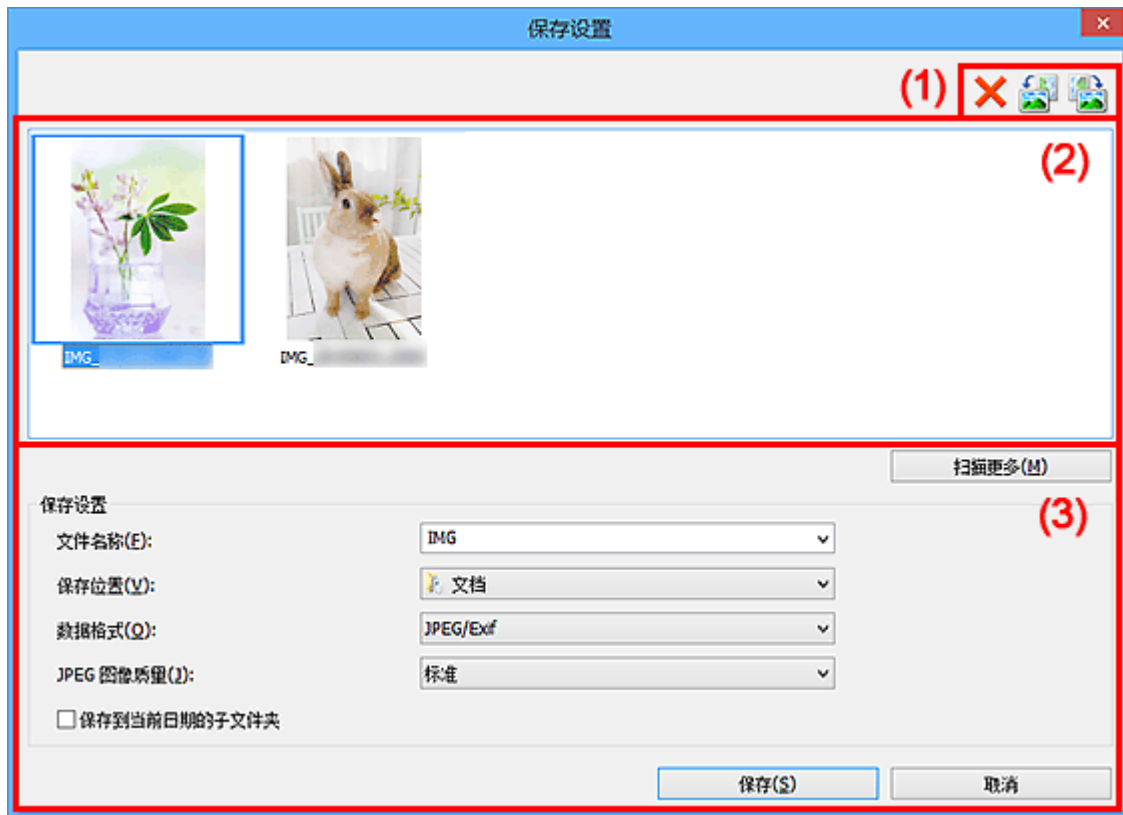 保存设置
(1)
(2)
IMG_
IMG_
扫描更多(M)
保存设置
(3)
文件名称(F): IMG
保存位置(V): 文档
数据格式(O): JPEG/Exif
JPEG 图像质量(J): 标准
保存到当前日期的子文件夹
保存(S) 取消